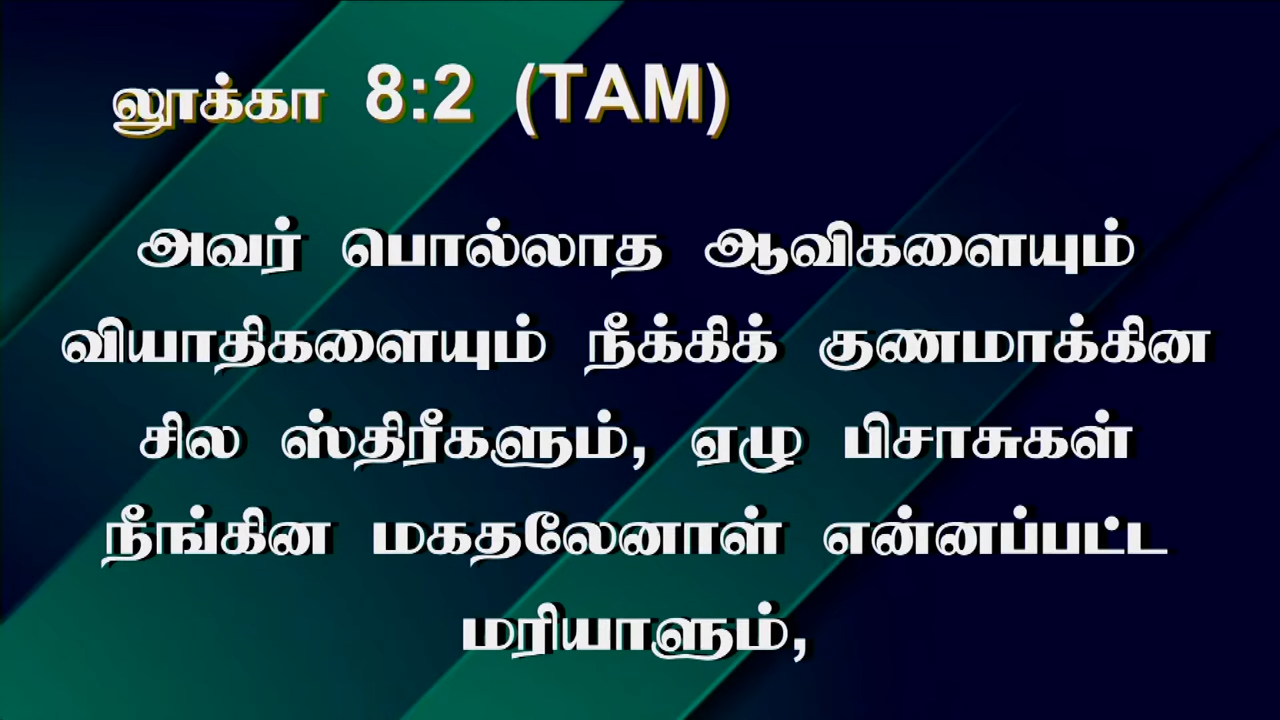 லூக்கா 8:2 (TAM)
அவர் பொல்லாத ஆவிகளையும்
வியாதிகளையும் நீக்கிக் குணமாக்கின
சில ஸ்திரீகளும், ஏழு பிசாசுகள்
நீங்கின மகதலேனாள் என்னப்பட்ட
மரியாளும்,